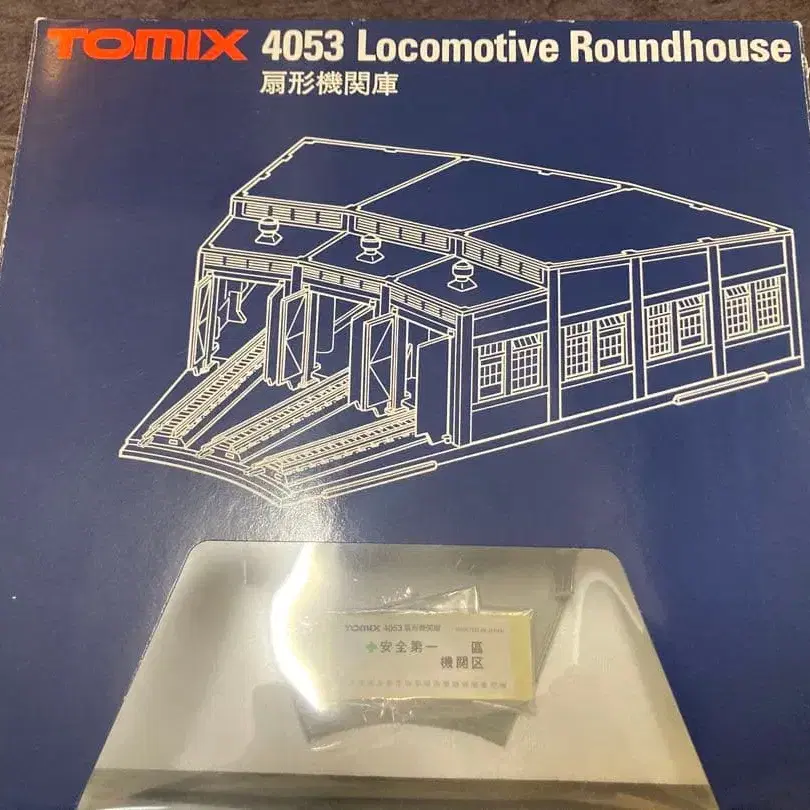 TOMIX 4053 Locomotive Roundhouse
扇形機関庫
TOMIX 4053 扇形機関庫
✚安全第一 區
機関区